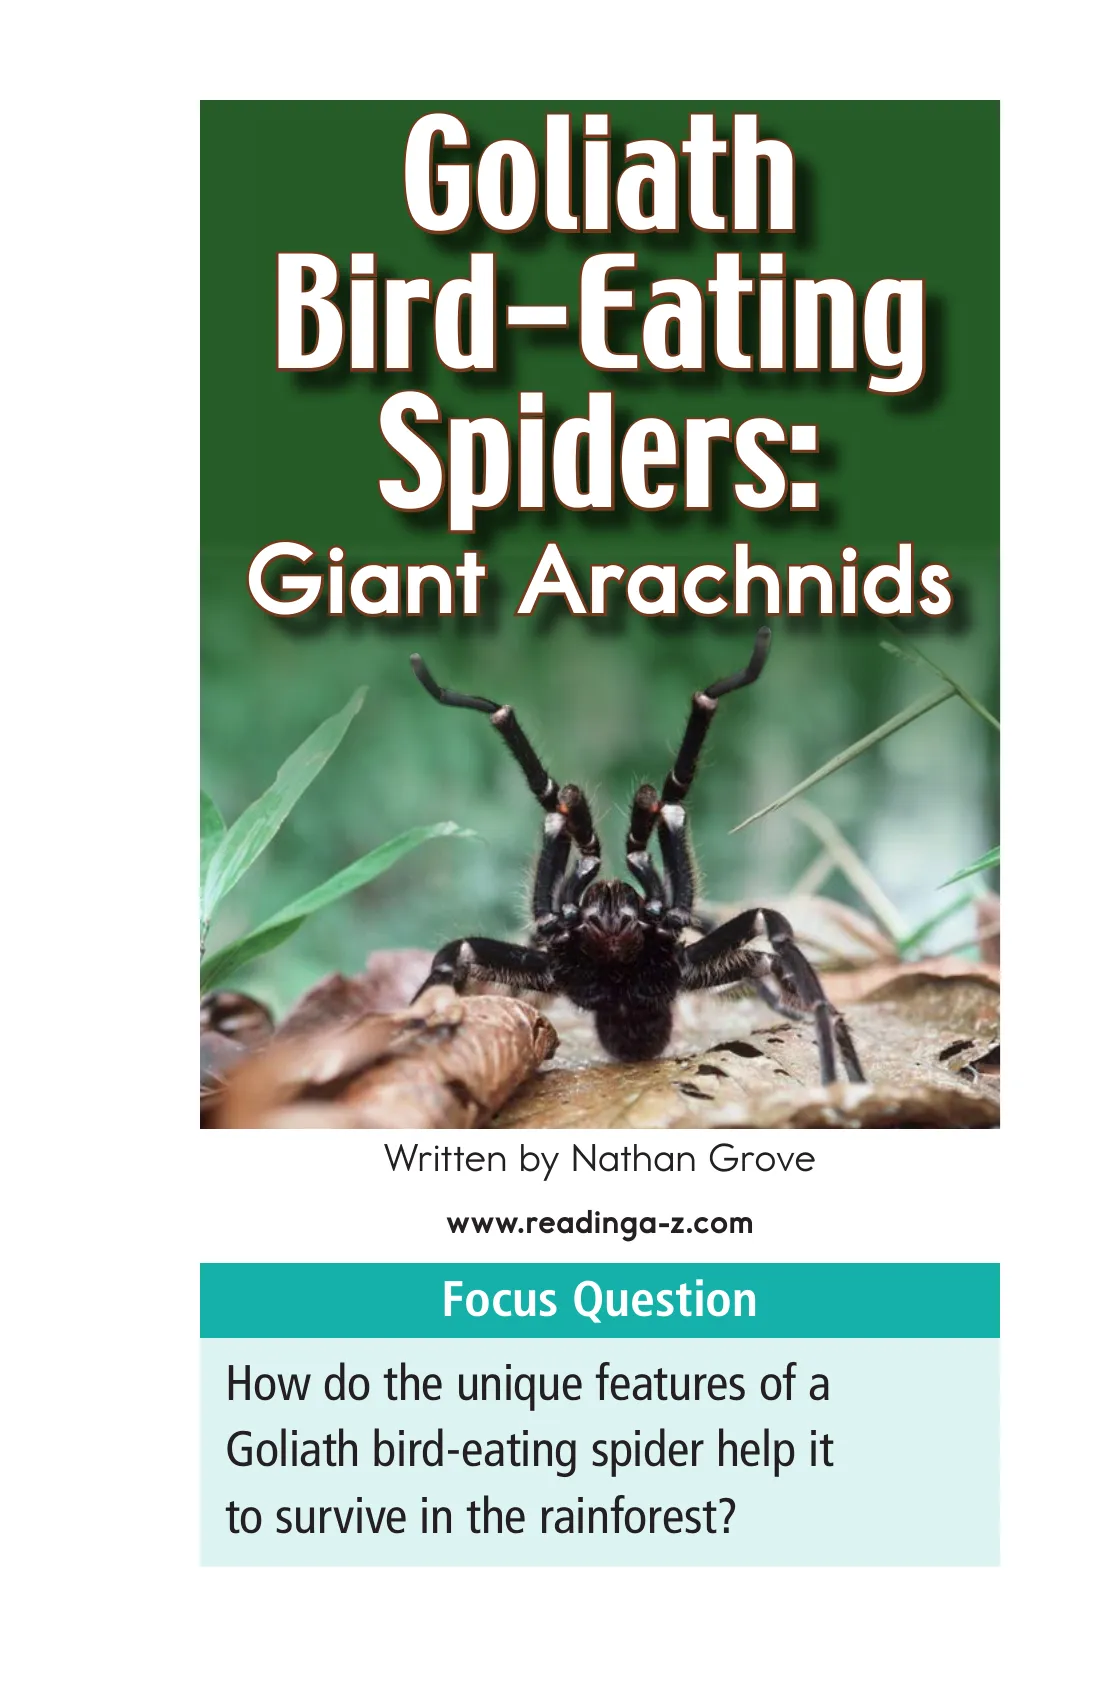 Goliath
Bird-Eating
Spiders:
Giant Arachnids
Written by Nathan Grove
www.readinga-z.com
Focus Question
How do the unique features of a
Goliath bird-eating spider help it
to survive in the rainforest?